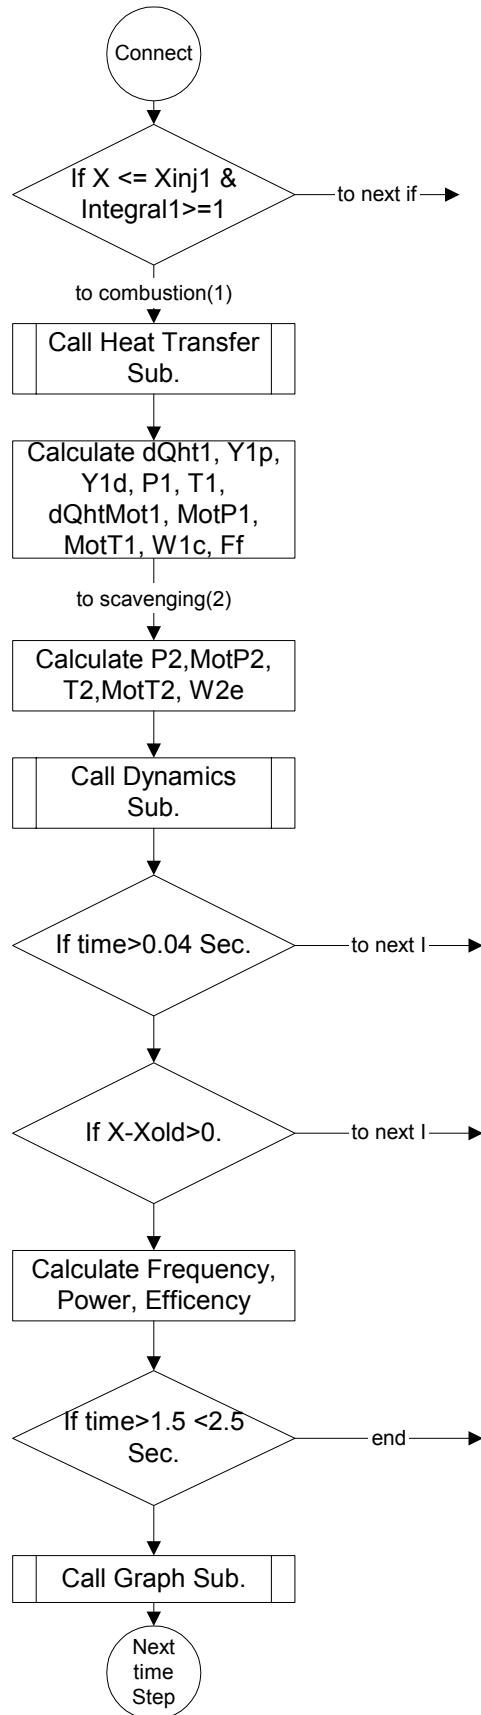 Connect
If X <= Xinj1 &
Integral1>=1
to next if
to combustion(1)
Call Heat Transfer
Sub.
Calculate dQht1, Y1p,
Y1d, P1, T1,
dQhtMot1, MotP1,
MotT1, W1c, Ff
to scavenging(2)
Calculate P2,MotP2,
T2,MotT2, W2e
Call Dynamics
Sub.
If time>0.04 Sec.
to next I
If X-Xold>0.
to next I
Calculate Frequency,
Power, Efficency
If time>1.5 <2.5
Sec.
end
Call Graph Sub.
Next
time
Step